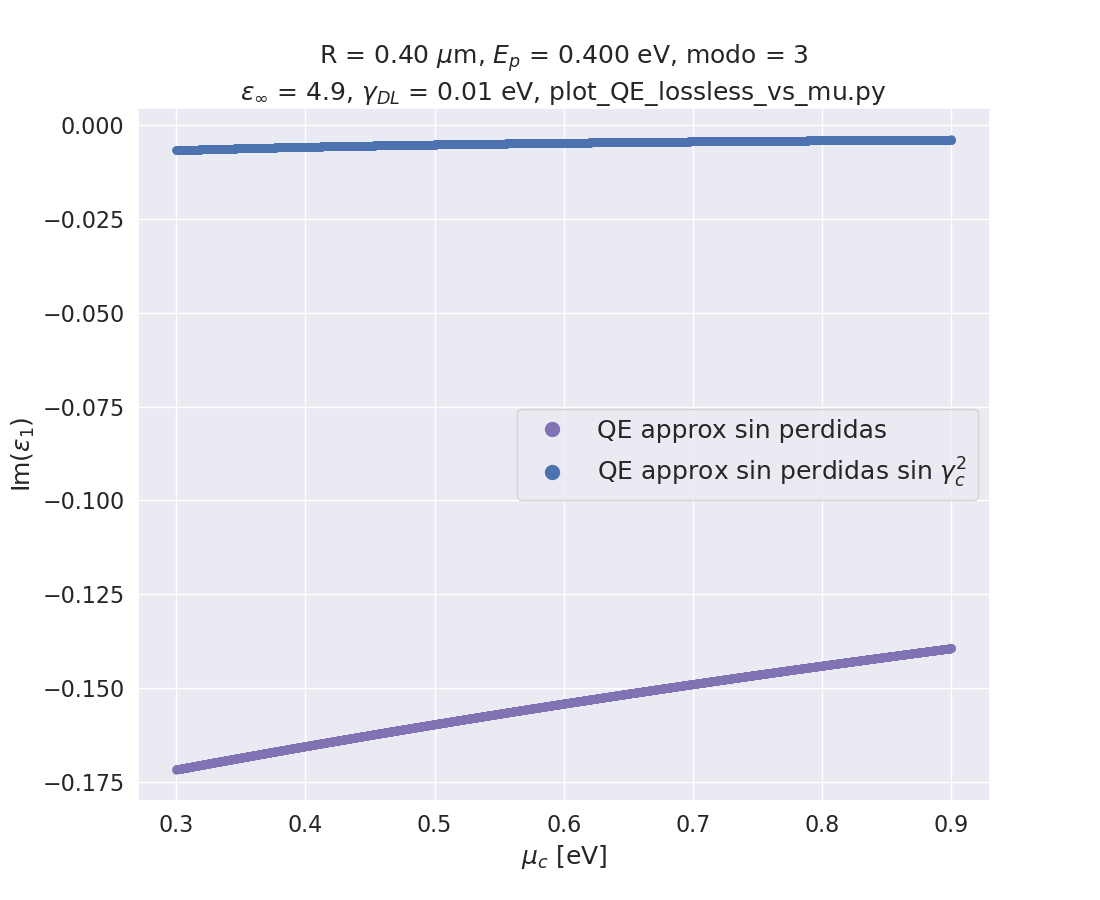 R = 0.40 μm, $E_p$ = 0.400 eV, modo = 3
$ε_∞$ = 4.9, $γ_{DL}$ = 0.01 eV, plot_QE_lossless_vs_mu.py
0.000
−0.025
−0.050
−0.075
−0.100
−0.125
−0.150
−0.175
Im($ε_1$)
QE approx sin perdidas
QE approx sin perdidas sin $γ_c^2$
0.3 0.4 0.5 0.6 0.7 0.8 0.9
$μ_c$ [eV]